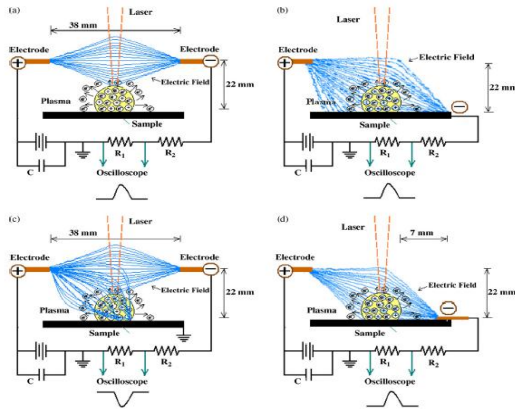 (a)
Laser
38 mm
Electrode
Electrode
+
−
22 mm
Electric Field
Plasma
Sample
C
R1
R2
Oscilloscope
(b)
Laser
Electrode
Electric Field
+
22 mm
Plasma
−
Sample
C
R1
R2
Oscilloscope
(c)
Laser
38 mm
Electrode
Electrode
+
−
Electric Field
22 mm
Plasma
Sample
C
R1
R2
Oscilloscope
(d)
Laser
7 mm
Electrode
+
Electric Field
22 mm
Plasma
−
Sample
C
R1
R2
Oscilloscope